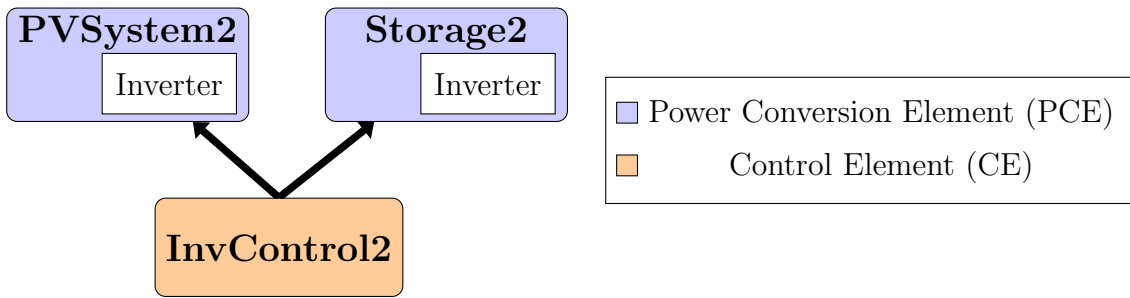 PVSystem2
Inverter
Storage2
Inverter
Power Conversion Element (PCE)
Control Element (CE)
InvControl2